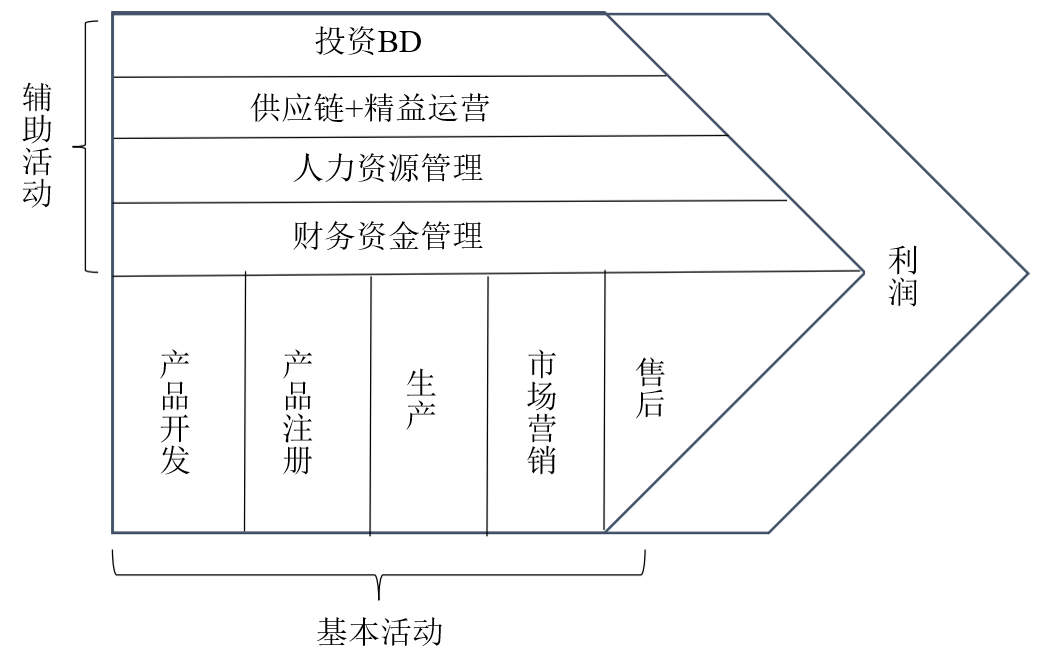 投资BD
供应链+精益运营
人力资源管理
财务资金管理
辅助活动
利润
产品开发
产品注册
生产
市场营销
售后
基本活动